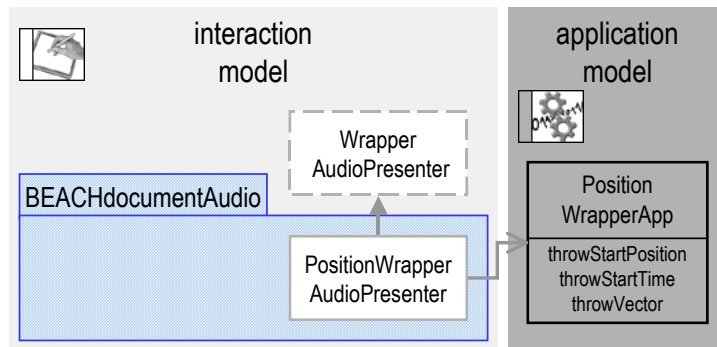 interaction
model
application
model
Wrapper
AudioPresenter
BEACHdocumentAudio
PositionWrapper
AudioPresenter
Position
WrapperApp
throwStartPosition
throwStartTime
throwVector